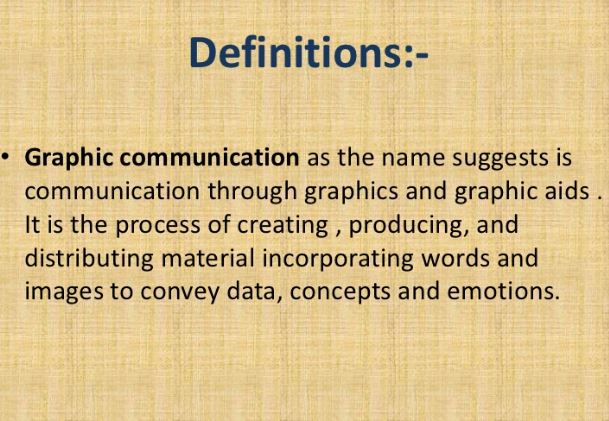 Definitions:-
• Graphic communication as the name suggests is
communication through graphics and graphic aids .
It is the process of creating , producing, and
distributing material incorporating words and
images to convey data, concepts and emotions.